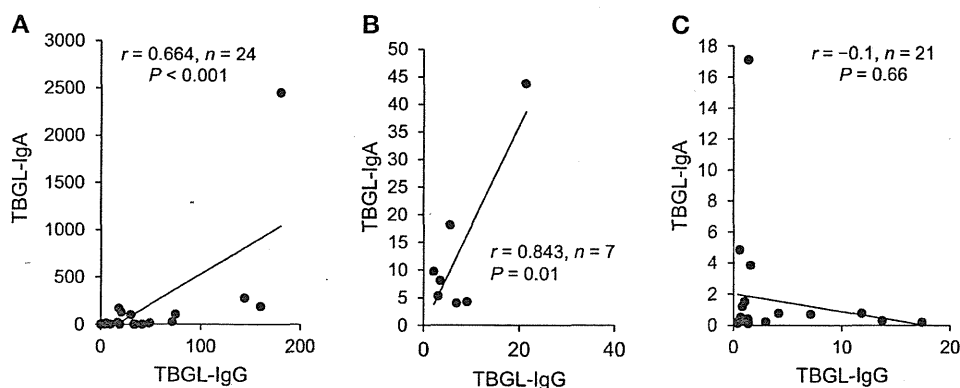 A
3000
2500
2000
1500
1000
500
0
0
100
200
TBGL-IgA
TBGL-IgG
r = 0.664, n = 24
P < 0.001
B
50
45
40
35
30
25
20
15
10
5
0
0
20
40
TBGL-IgA
TBGL-IgG
r = 0.843, n = 7
P = 0.01
C
18
16
14
12
10
8
6
4
2
0
0
10
20
TBGL-IgA
TBGL-IgG
r = −0.1, n = 21
P = 0.66